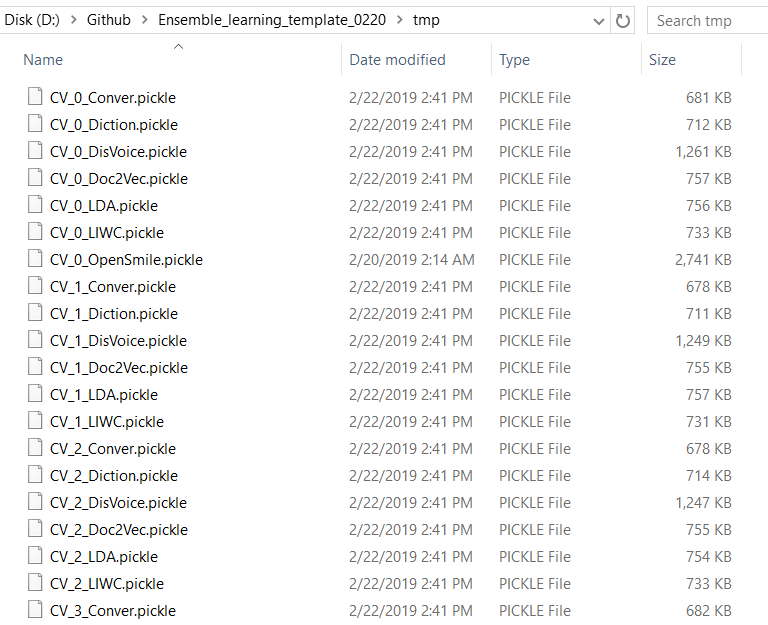 Disk (D:) > Github > Ensemble_learning_template_0220 > tmp Search tmp
Name Date modified Type Size
CV_0_Conver.pickle 2/22/2019 2:41 PM PICKLE File 681 KB
CV_0_Diction.pickle 2/22/2019 2:41 PM PICKLE File 712 KB
CV_0_DisVoice.pickle 2/22/2019 2:41 PM PICKLE File 1,261 KB
CV_0_Doc2Vec.pickle 2/22/2019 2:41 PM PICKLE File 757 KB
CV_0_LDA.pickle 2/22/2019 2:41 PM PICKLE File 756 KB
CV_0_LIWC.pickle 2/22/2019 2:41 PM PICKLE File 733 KB
CV_0_OpenSmile.pickle 2/20/2019 2:14 AM PICKLE File 2,741 KB
CV_1_Conver.pickle 2/22/2019 2:41 PM PICKLE File 678 KB
CV_1_Diction.pickle 2/22/2019 2:41 PM PICKLE File 711 KB
CV_1_DisVoice.pickle 2/22/2019 2:41 PM PICKLE File 1,249 KB
CV_1_Doc2Vec.pickle 2/22/2019 2:41 PM PICKLE File 755 KB
CV_1_LDA.pickle 2/22/2019 2:41 PM PICKLE File 757 KB
CV_1_LIWC.pickle 2/22/2019 2:41 PM PICKLE File 731 KB
CV_2_Conver.pickle 2/22/2019 2:41 PM PICKLE File 678 KB
CV_2_Diction.pickle 2/22/2019 2:41 PM PICKLE File 714 KB
CV_2_DisVoice.pickle 2/22/2019 2:41 PM PICKLE File 1,247 KB
CV_2_Doc2Vec.pickle 2/22/2019 2:41 PM PICKLE File 755 KB
CV_2_LDA.pickle 2/22/2019 2:41 PM PICKLE File 754 KB
CV_2_LIWC.pickle 2/22/2019 2:41 PM PICKLE File 733 KB
CV_3_Conver.pickle 2/22/2019 2:41 PM PICKLE File 682 KB